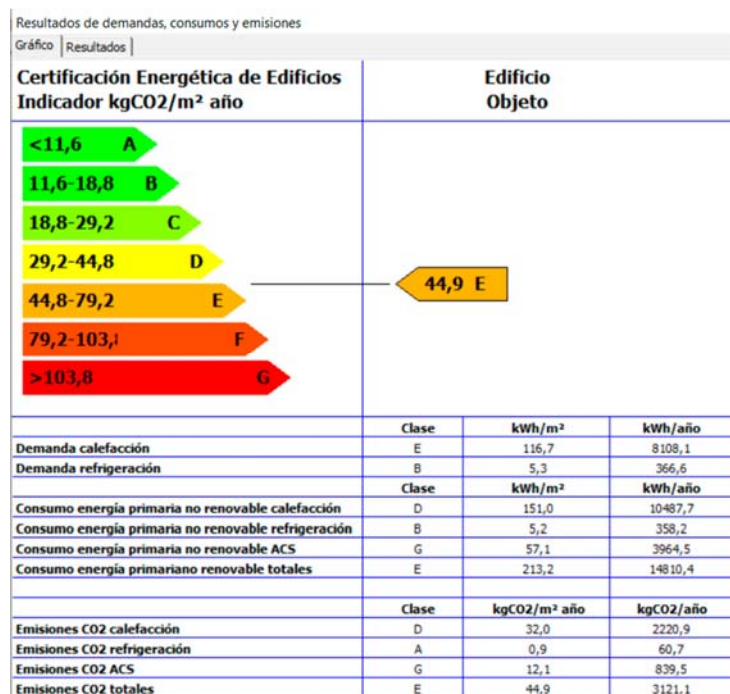 Resultados de demandas, consumos y emisiones
Gráfico Resultados
Certificación Energética de Edificios
Indicador kgCO2/m² año
Edificio
Objeto
<11,6 A
11,6-18,8 B
18,8-29,2 C
29,2-44,8 D
44,8-79,2 E
79,2-103, F
>103,8 G
44,9 E
Clase kWh/m² kWh/año
Demanda calefacción E 116,7 8108,1
Demanda refrigeración B 5,3 366,6
Clase kWh/m² kWh/año
Consumo energía primaria no renovable calefacción D 151,0 10487,7
Consumo energía primaria no renovable refrigeración B 5,2 358,2
Consumo energía primaria no renovable ACS G 57,1 3964,5
Consumo energía primariano renovable totales E 213,2 14810,4
Clase kgCO2/m² año kgCO2/año
Emisiones CO2 calefacción D 32,0 2220,9
Emisiones CO2 refrigeración A 0,9 60,7
Emisiones CO2 ACS G 12,1 839,5
Emisiones CO2 totales E 44,9 3121,1